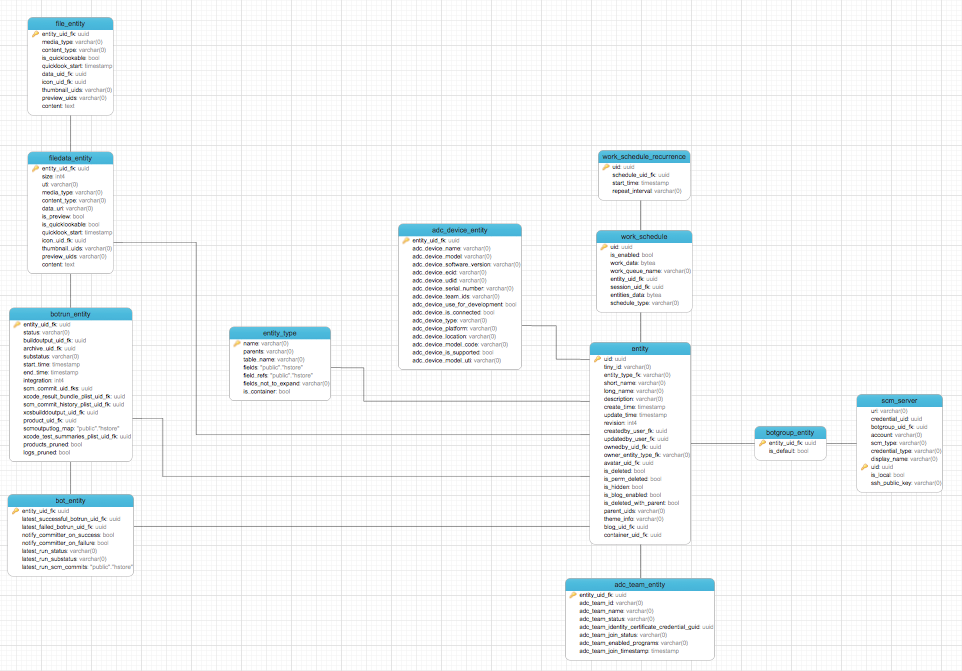 file_entity
entity_uid_fk: uuid
media_type: varchar(0)
content_type: varchar(0)
is_quicklookable: bool
quicklook_start: timestamp
data_uid_fk: uuid
icon_uid_fk: uuid
thumbnail_uids: varchar(0)
preview_uids: varchar(0)
content: text
filedata_entity
entity_uid_fk: uuid
size: int4
uti: varchar(0)
media_type: varchar(0)
content_type: varchar(0)
data_url: varchar(0)
is_preview: bool
is_quicklookable: bool
quicklook_start: timestamp
icon_uid_fk: uuid
thumbnail_uids: varchar(0)
preview_uids: varchar(0)
content: text
botrun_entity
entity_uid_fk: uuid
status: varchar(0)
buildoutput_uid_fk: uuid
archive_uid_fk: uuid
substatus: varchar(0)
start_time: timestamp
end_time: timestamp
integration: int4
scm_commit_uid_fks: uuid
xcode_result_bundle_plist_uid_fk: uuid
scm_commit_history_plist_uid_fk: uuid
xcsbuilddoutput_uid_fk: uuid
product_uid_fk: uuid
scmoutputlog_map: "public"."hstore"
xcode_test_summaries_plist_uid_fk: uuid
products_pruned: bool
logs_pruned: bool
bot_entity
entity_uid_fk: uuid
latest_successful_botrun_uid_fk: uuid
latest_failed_botrun_uid_fk: uuid
notify_committer_on_success: bool
notify_committer_on_failure: bool
latest_run_status: varchar(0)
latest_run_substatus: varchar(0)
latest_run_scm_commits: "public"."hstore"
entity_type
name: varchar(0)
parents: varchar(0)
table_name: varchar(0)
fields: "public"."hstore"
field_refs: "public"."hstore"
fields_not_to_expand: varchar(0)
is_container: bool
adc_device_entity
entity_uid_fk: uuid
adc_device_name: varchar(0)
adc_device_model: varchar(0)
adc_device_software_version: varchar(0)
adc_device_ecid: varchar(0)
adc_device_udid: varchar(0)
adc_device_serial_number: varchar(0)
adc_device_team_ids: varchar(0)
adc_device_use_for_development: bool
adc_device_is_connected: bool
adc_device_type: varchar(0)
adc_device_platform: varchar(0)
adc_device_location: varchar(0)
adc_device_model_code: varchar(0)
adc_device_is_supported: bool
adc_device_model_uti: varchar(0)
work_schedule_recurrence
uid: uuid
schedule_uid_fk: uuid
start_time: timestamp
repeat_interval: varchar(0)
work_schedule
uid: uuid
is_enabled: bool
work_data: bytea
work_queue_name: varchar(0)
entity_uid_fk: uuid
session_uid_fk: uuid
entities_data: bytea
schedule_type: varchar(0)
entity
uid: uuid
tiny_id: varchar(0)
entity_type_fk: varchar(0)
short_name: varchar(0)
long_name: varchar(0)
description: varchar(0)
create_time: timestamp
update_time: timestamp
revision: int4
createdby_user_fk: uuid
updatedby_user_fk: uuid
ownedby_uid_fk: uuid
owner_entity_type_fk: varchar(0)
avatar_uid_fk: uuid
is_deleted: bool
is_perm_deleted: bool
is_hidden: bool
is_blog_enabled: bool
is_deleted_with_parent: bool
parent_uids: varchar(0)
theme_info: varchar(0)
blog_uid_fk: uuid
container_uid_fk: uuid
adc_team_entity
entity_uid_fk: uuid
adc_team_id: varchar(0)
adc_team_name: varchar(0)
adc_team_status: varchar(0)
adc_team_identity_certificate_credential_guid: uuid
adc_team_join_status: varchar(0)
adc_team_enabled_programs: varchar(0)
adc_team_join_timestamp: timestamp
botgroup_entity
entity_uid_fk: uuid
is_default: bool
scm_server
uri: varchar(0)
credential_uid: uuid
botgroup_uid_fk: uuid
account: varchar(0)
scm_type: varchar(0)
credential_type: varchar(0)
display_name: varchar(0)
uid: uuid
is_local: bool
ssh_public_key: varchar(0)